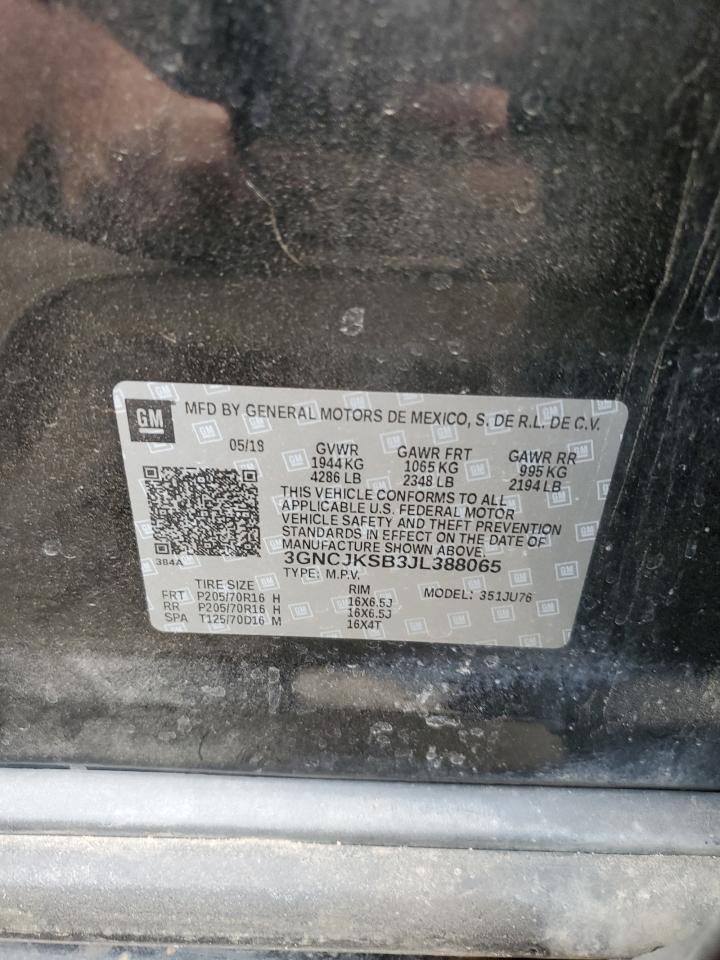 GM MFD BY GENERAL MOTORS DE MEXICO, S. DE R.L. DE C.V.
05/18 GVWR GAWR FRT GAWR RR
1944 KG 1065 KG 995 KG
4286 LB 2348 LB 2194 LB
THIS VEHICLE CONFORMS TO ALL
APPLICABLE U.S. FEDERAL MOTOR
VEHICLE SAFETY AND THEFT PREVENTION
STANDARDS IN EFFECT ON THE DATE OF
MANUFACTURE SHOWN ABOVE.
384A 3GNCJKSB3JL388065
TYPE: M.P.V. MODEL: 351JU76
TIRE SIZE RIM
FRT P205/70R16 H 16X6.5J
RR P205/70R16 H 16X6.5J
SPA T125/70D16 M 16X4T